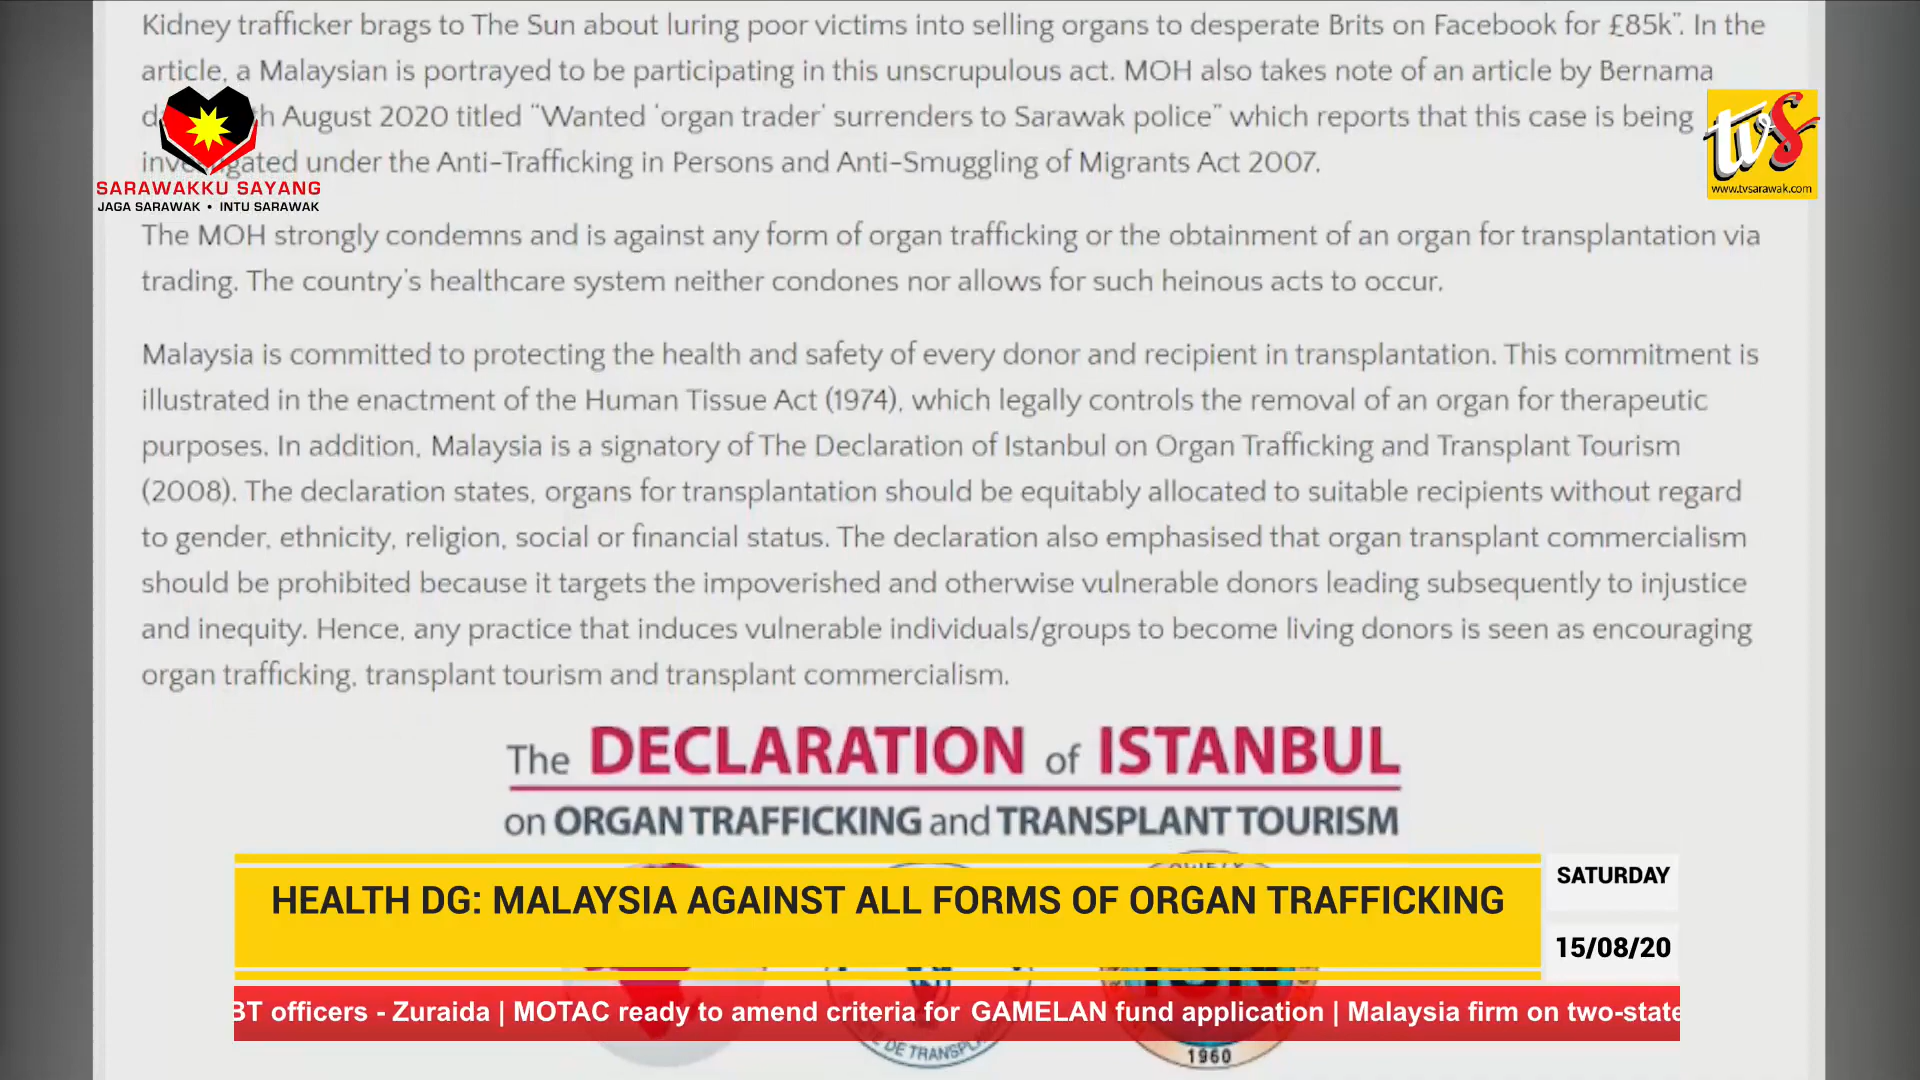 Kidney trafficker brags to The Sun about luring poor victims into selling organs to desperate Brits on Facebook for £85k”. In the
article, a Malaysian is portrayed to be participating in this unscrupulous act. MOH also takes note of an article by Bernama
August 2020 titled “Wanted ‘organ trader’ surrenders to Sarawak police” which reports that this case is being
investigated under the Anti-Trafficking in Persons and Anti-Smuggling of Migrants Act 2007.
SARAWAKKU SAYANG
JAGA SARAWAK • INTU SARAWAK
tvS
www.tvsarawak.com
The MOH strongly condemns and is against any form of organ trafficking or the obtainment of an organ for transplantation via
trading. The country’s healthcare system neither condones nor allows for such heinous acts to occur.
Malaysia is committed to protecting the health and safety of every donor and recipient in transplantation. This commitment is
illustrated in the enactment of the Human Tissue Act (1974), which legally controls the removal of an organ for therapeutic
purposes. In addition, Malaysia is a signatory of The Declaration of Istanbul on Organ Trafficking and Transplant Tourism
(2008). The declaration states, organs for transplantation should be equitably allocated to suitable recipients without regard
to gender, ethnicity, religion, social or financial status. The declaration also emphasised that organ transplant commercialism
should be prohibited because it targets the impoverished and otherwise vulnerable donors leading subsequently to injustice
and inequity. Hence, any practice that induces vulnerable individuals/groups to become living donors is seen as encouraging
organ trafficking, transplant tourism and transplant commercialism.
The DECLARATION of ISTANBUL
on ORGAN TRAFFICKING and TRANSPLANT TOURISM
HEALTH DG: MALAYSIA AGAINST ALL FORMS OF ORGAN TRAFFICKING
SATURDAY
15/08/20
BT officers - Zuraida | MOTAC ready to amend criteria for GAMELAN fund application | Malaysia firm on two-state
1960